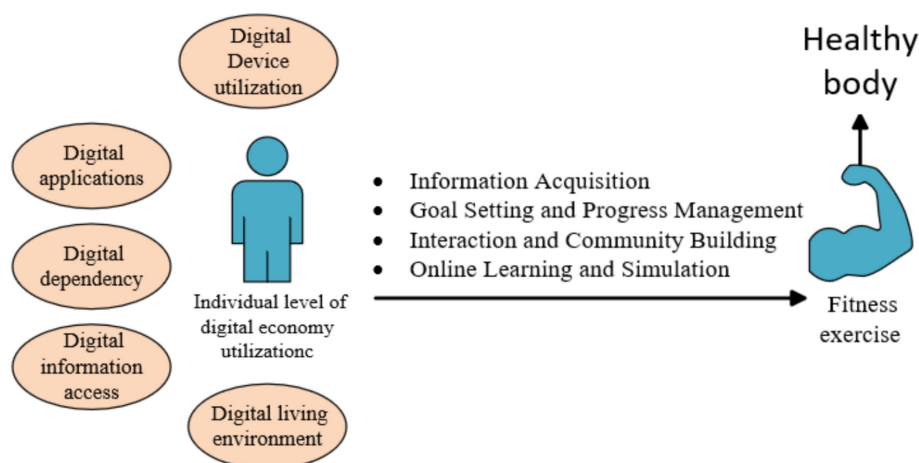 Digital
Device
utilization
Digital
applications
Digital
dependency
Digital
information
access
Individual level of
digital economy
utilizationc
Digital living
environment
• Information Acquisition
• Goal Setting and Progress Management
• Interaction and Community Building
• Online Learning and Simulation
Healthy
body
Fitness
exercise